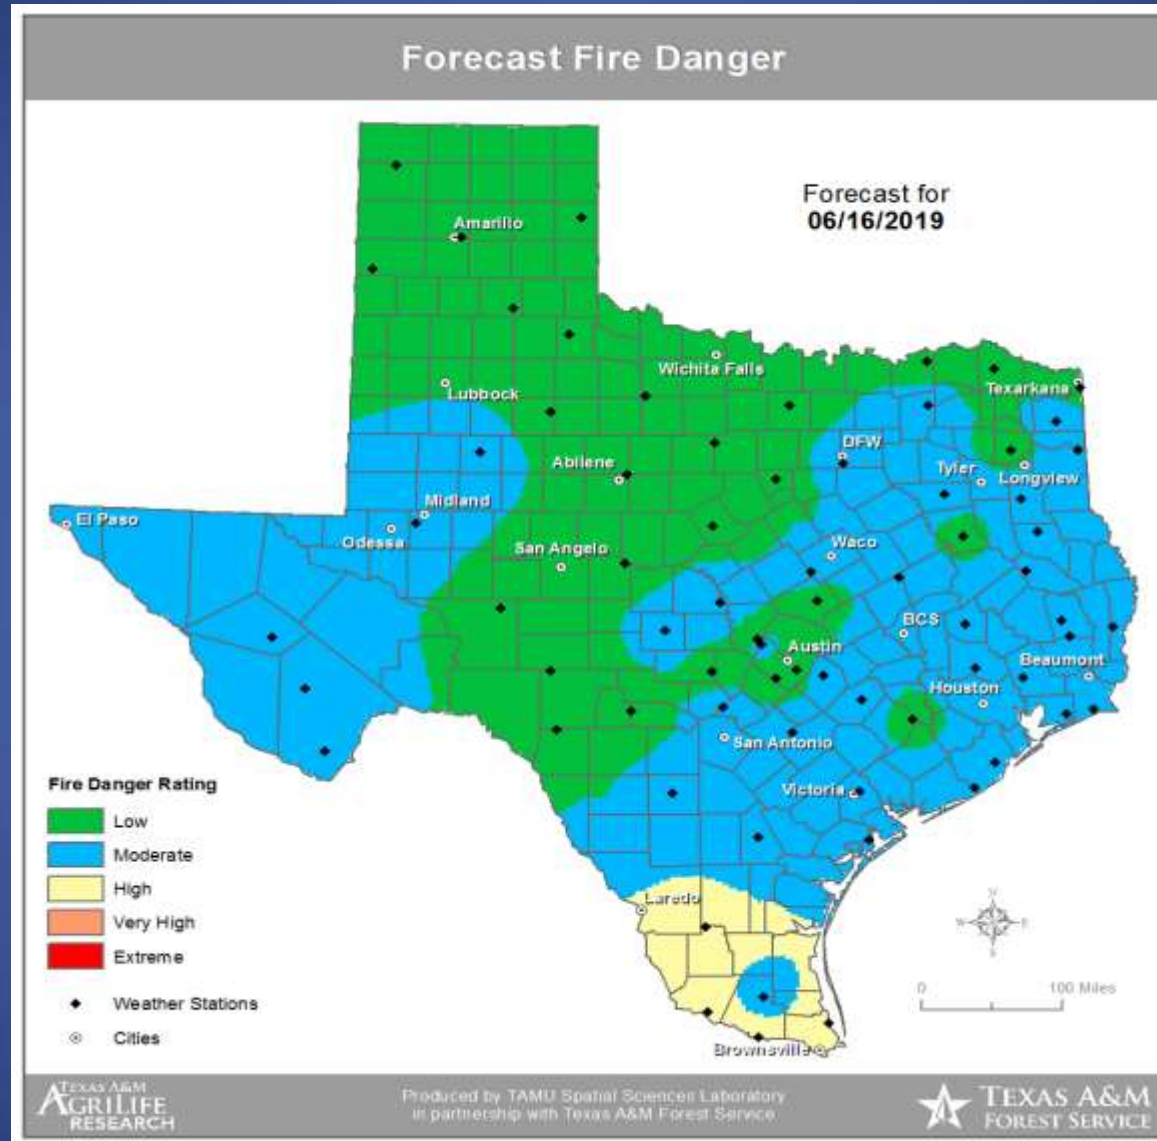 Forecast Fire Danger
Forecast for
06/16/2019
Amarillo
Wichita Falls
Lubbock
Texarkana
DFW
Abilene
Tyler
Longview
Midland
El Paso
Odessa
San Angelo
Waco
BCS
Austin
Beaumont
Houston
San Antonio
Victoria
Laredo
Brownsville
Fire Danger Rating
Low
Moderate
High
Very High
Extreme
Weather Stations
Cities
N
W E
S
0 100 Miles
TEXAS A&M
AGRILIFE
RESEARCH
Produced by TAMU Spatial Sciences Laboratory
in partnership with Texas A&M Forest Service
TEXAS A&M
FOREST SERVICE